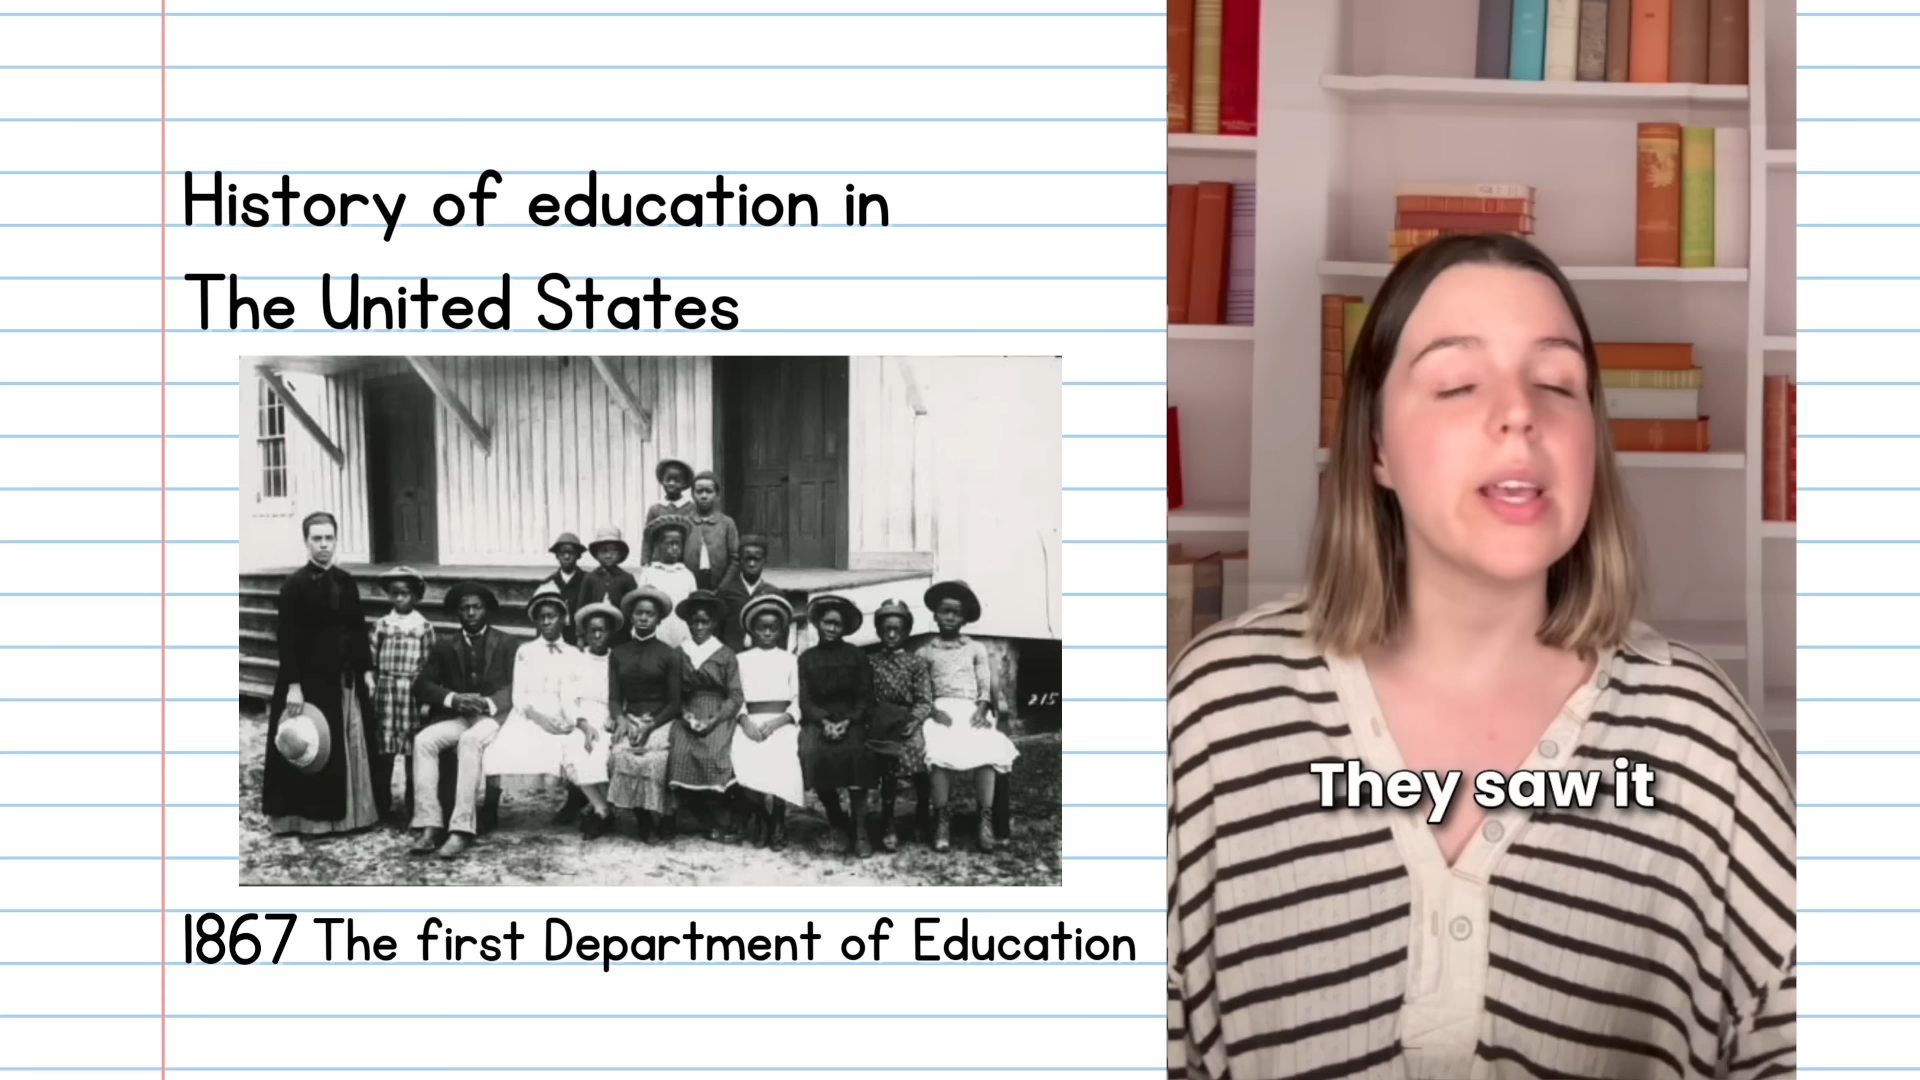 History of education in
The United States
215
1867 The first Department of Education
They saw it